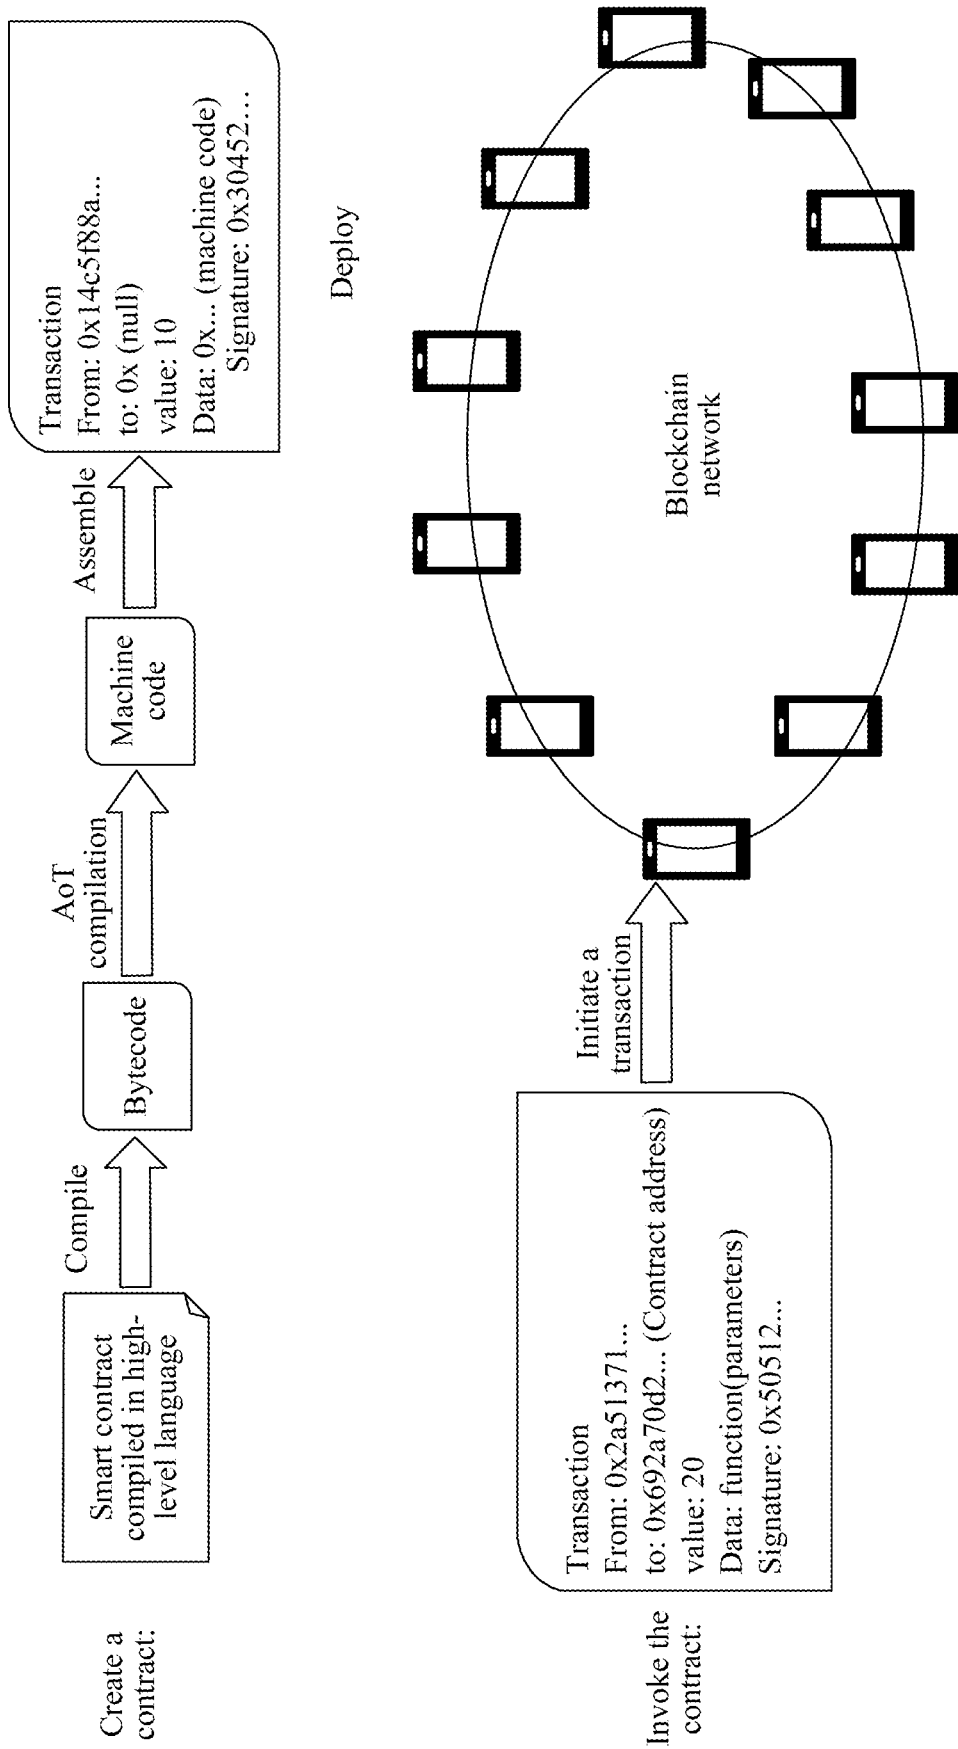 Create a
contract:
Smart contract
compiled in high-
level language
Compile
Bytecode
AoT
compilation
Machine
code
Assemble
Transaction
From: 0x14c5f88a...
to: 0x (null)
value: 10
Data: 0x... (machine code)
Signature: 0x30452...
Deploy
Invoke the
contract:
Transaction
From: 0x2a51371...
to: 0x692a70d2... (Contract address)
value: 20
Data: function(parameters)
Signature: 0x50512...
Initiate a
transaction
Blockchain
network